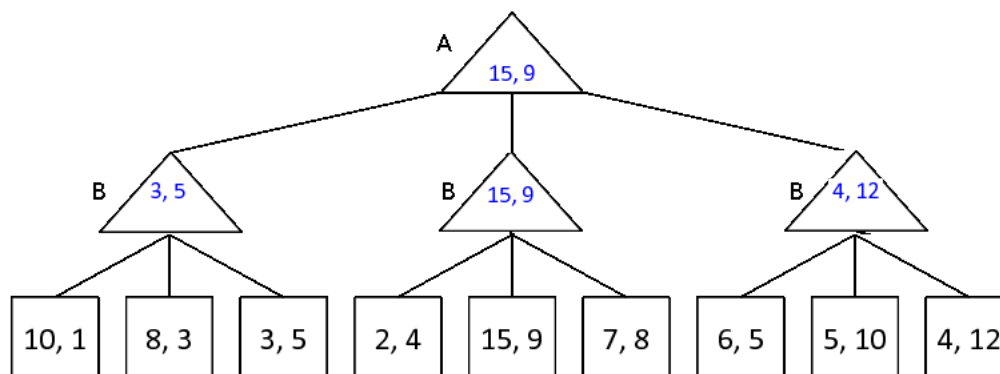 A
15, 9
B 3, 5 B 15, 9 B 4, 12
10, 1 8, 3 3, 5 2, 4 15, 9 7, 8 6, 5 5, 10 4, 12